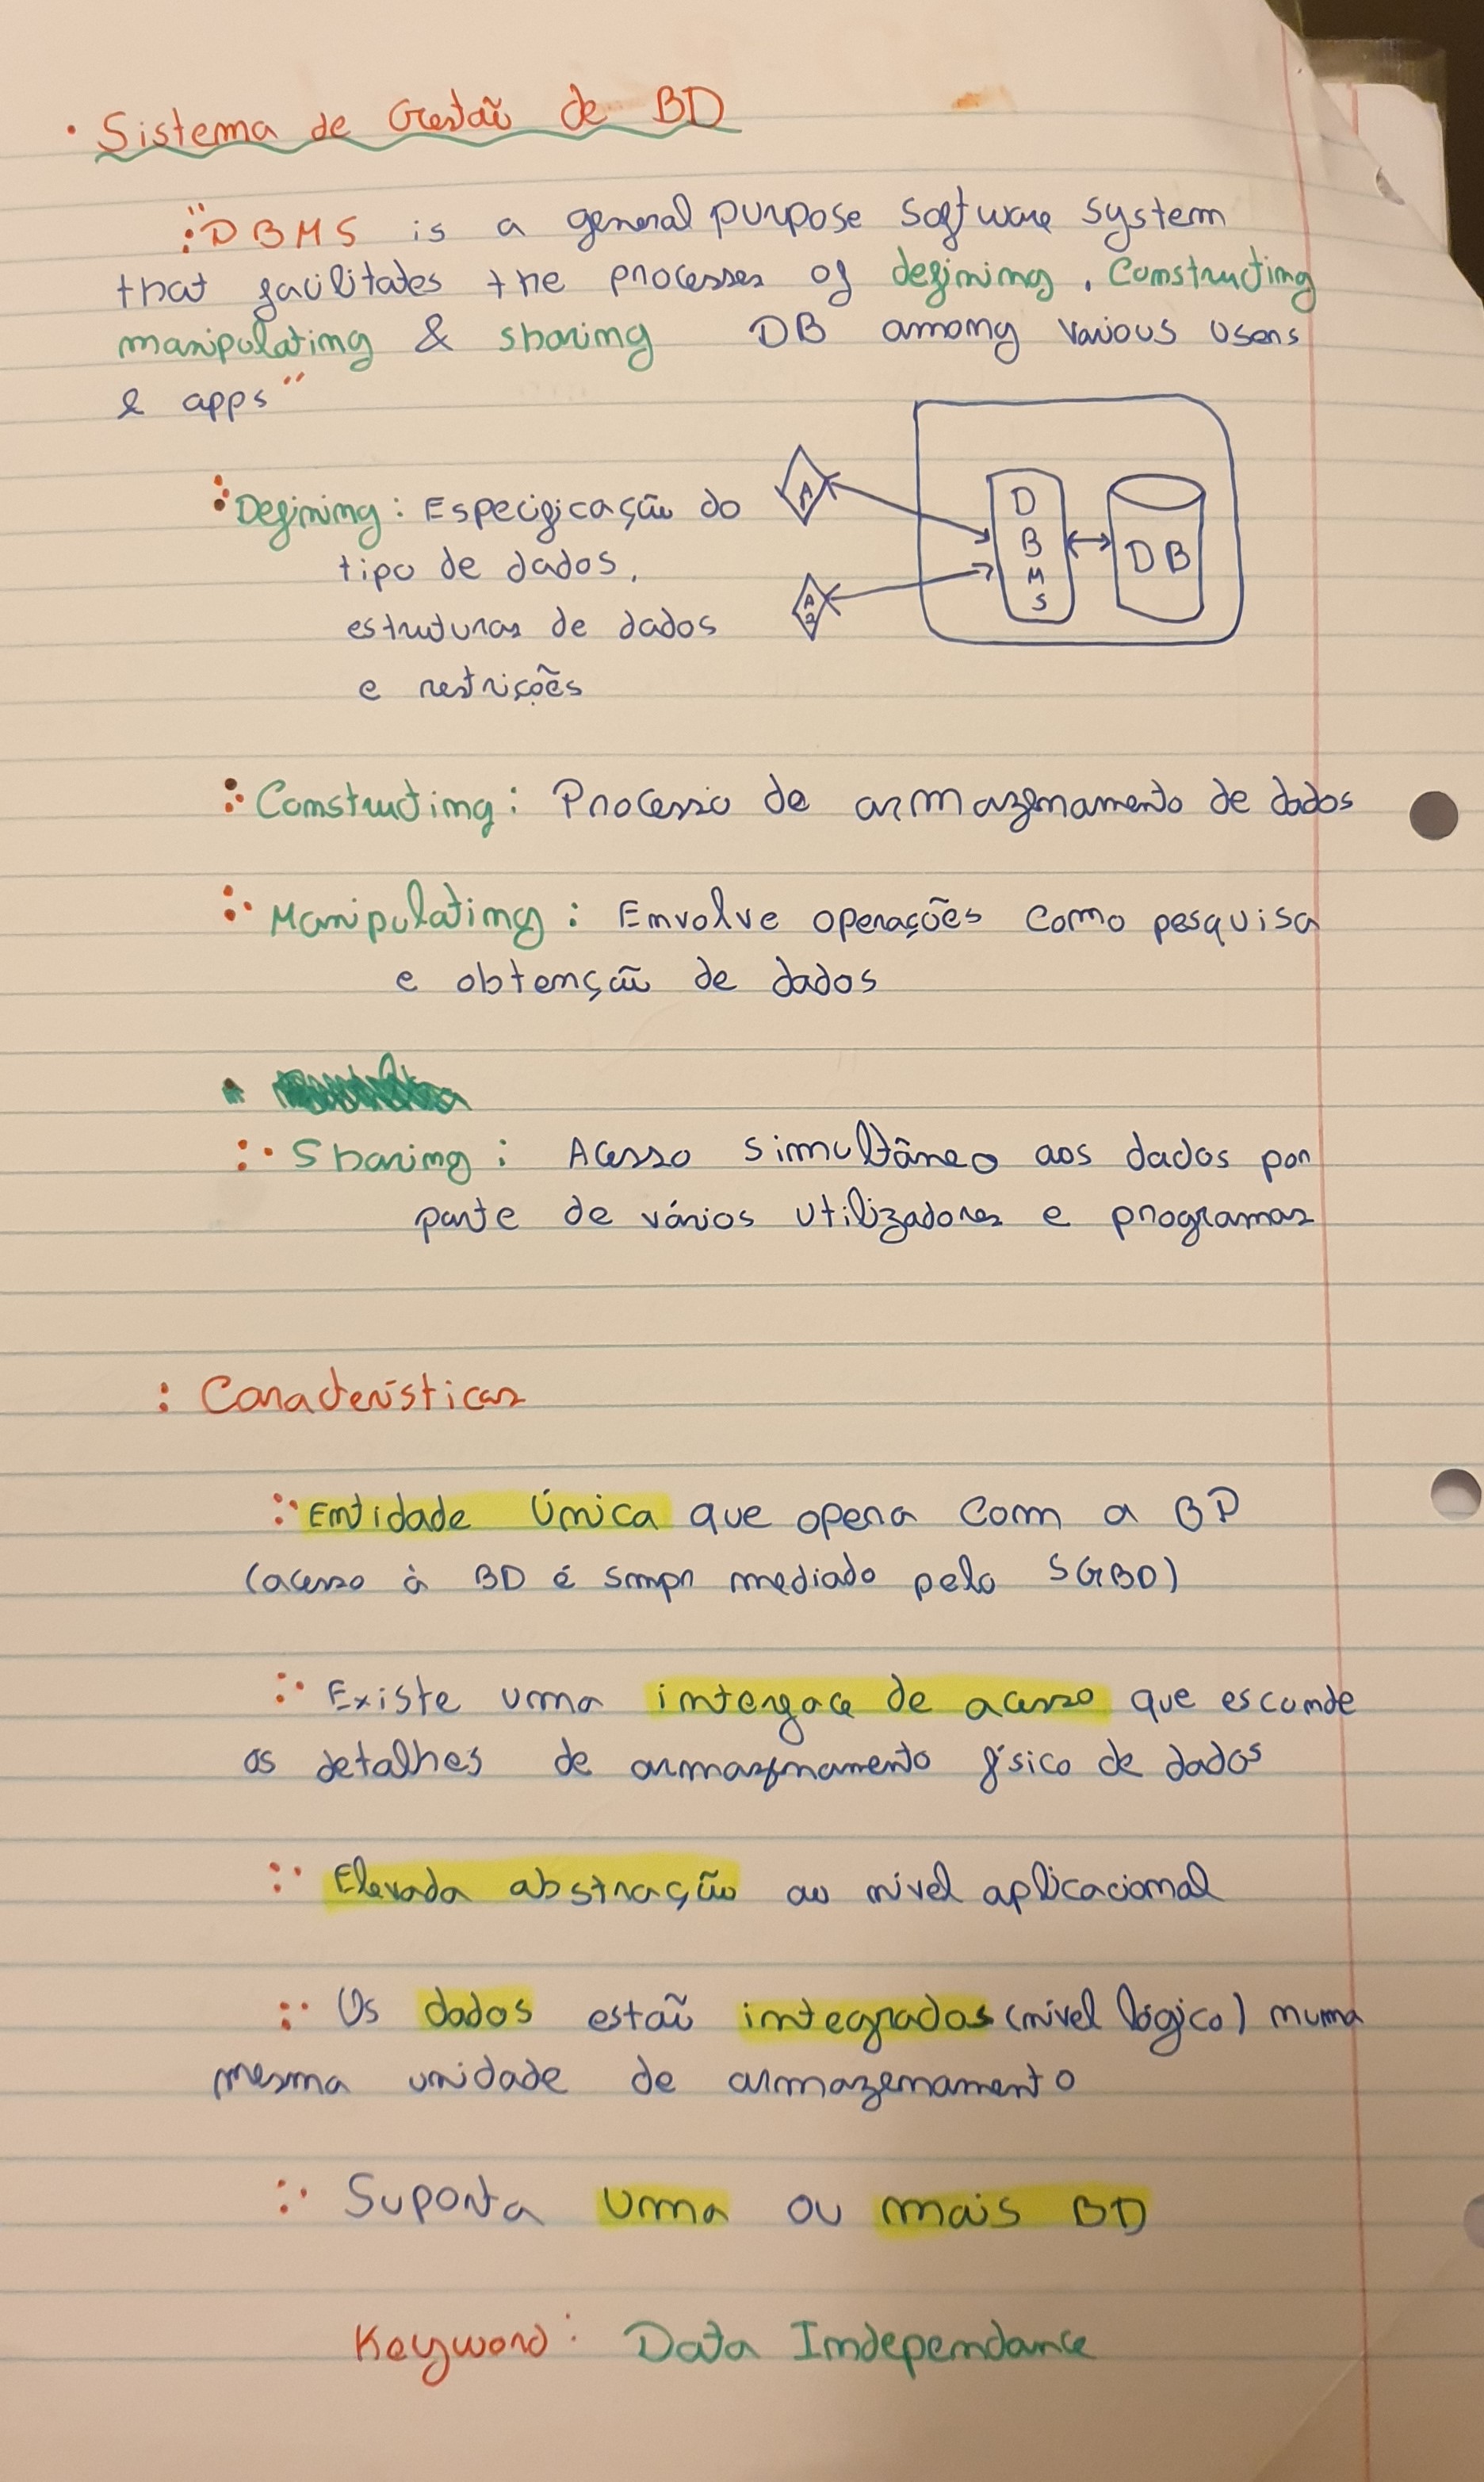 • Sistema de Gestão de BD
"DBMS is a general purpose software system
that facilitates the processes of defining, constructing
manipulating & sharing DB among various users
& apps"
Defining: Especificação do
tipo de dados,
estruturas de dados
e restrições
A
A
2
D
B
M
S
DB
Constructing: Processo de armazenamento de dados
Manipulating: Envolve operações como pesquisa
e obtenção de dados
Sharing: Acesso simultâneo aos dados por
parte de vários utilizadores e programas
: Características
Entidade única que opera com a BD
(acesso à BD é smpr mediado pelo SGBD)
Existe uma interface de acesso que esconde
os detalhes de armazenamento físico de dados
Elevada abstração ao nível aplicacional
Os dados estão integrados (nível lógico) numa
mesma unidade de armazenamento
Suporta uma ou mais BD
Keyword: Data Independance